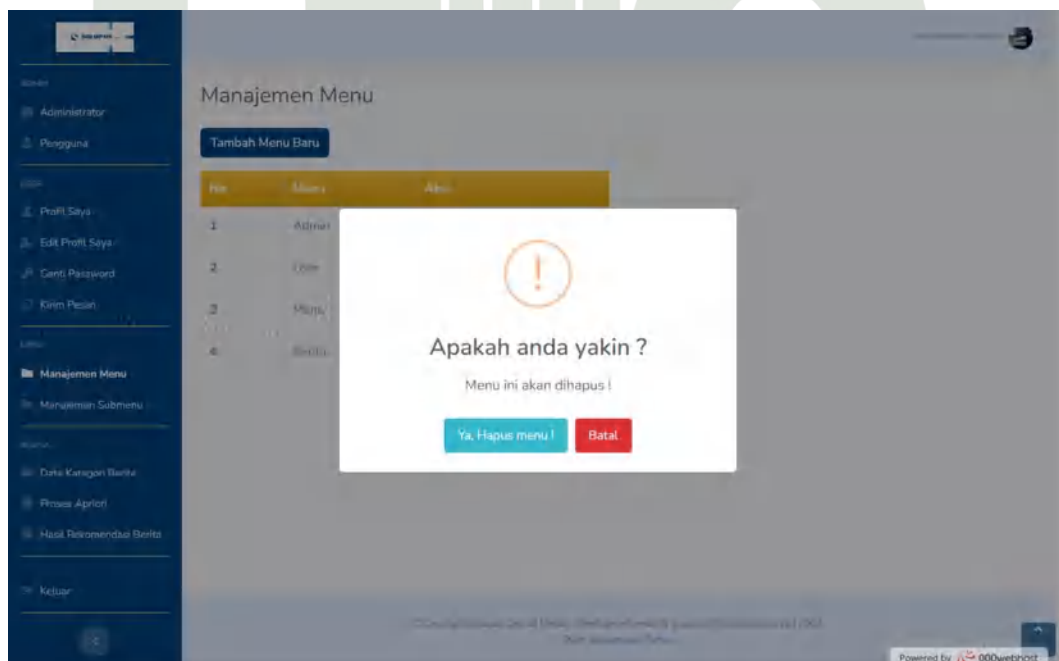 Administrator
Pengguna
Profil Saya
Edit Profil Saya
Ganti Password
Kirim Pesan
Manajemen Menu
Manajemen Submenu
Data Kategori Berita
Proses Apriori
Hasil Rekomendasi Berita
Keluar
Manajemen Menu
Tambah Menu Baru
No Menu Aksi
1 Admin
2 User
3 Menu
4 Berita
Apakah anda yakin ?
Menu ini akan dihapus !
Ya, Hapus menu !
Batal
Powered by 000webhost